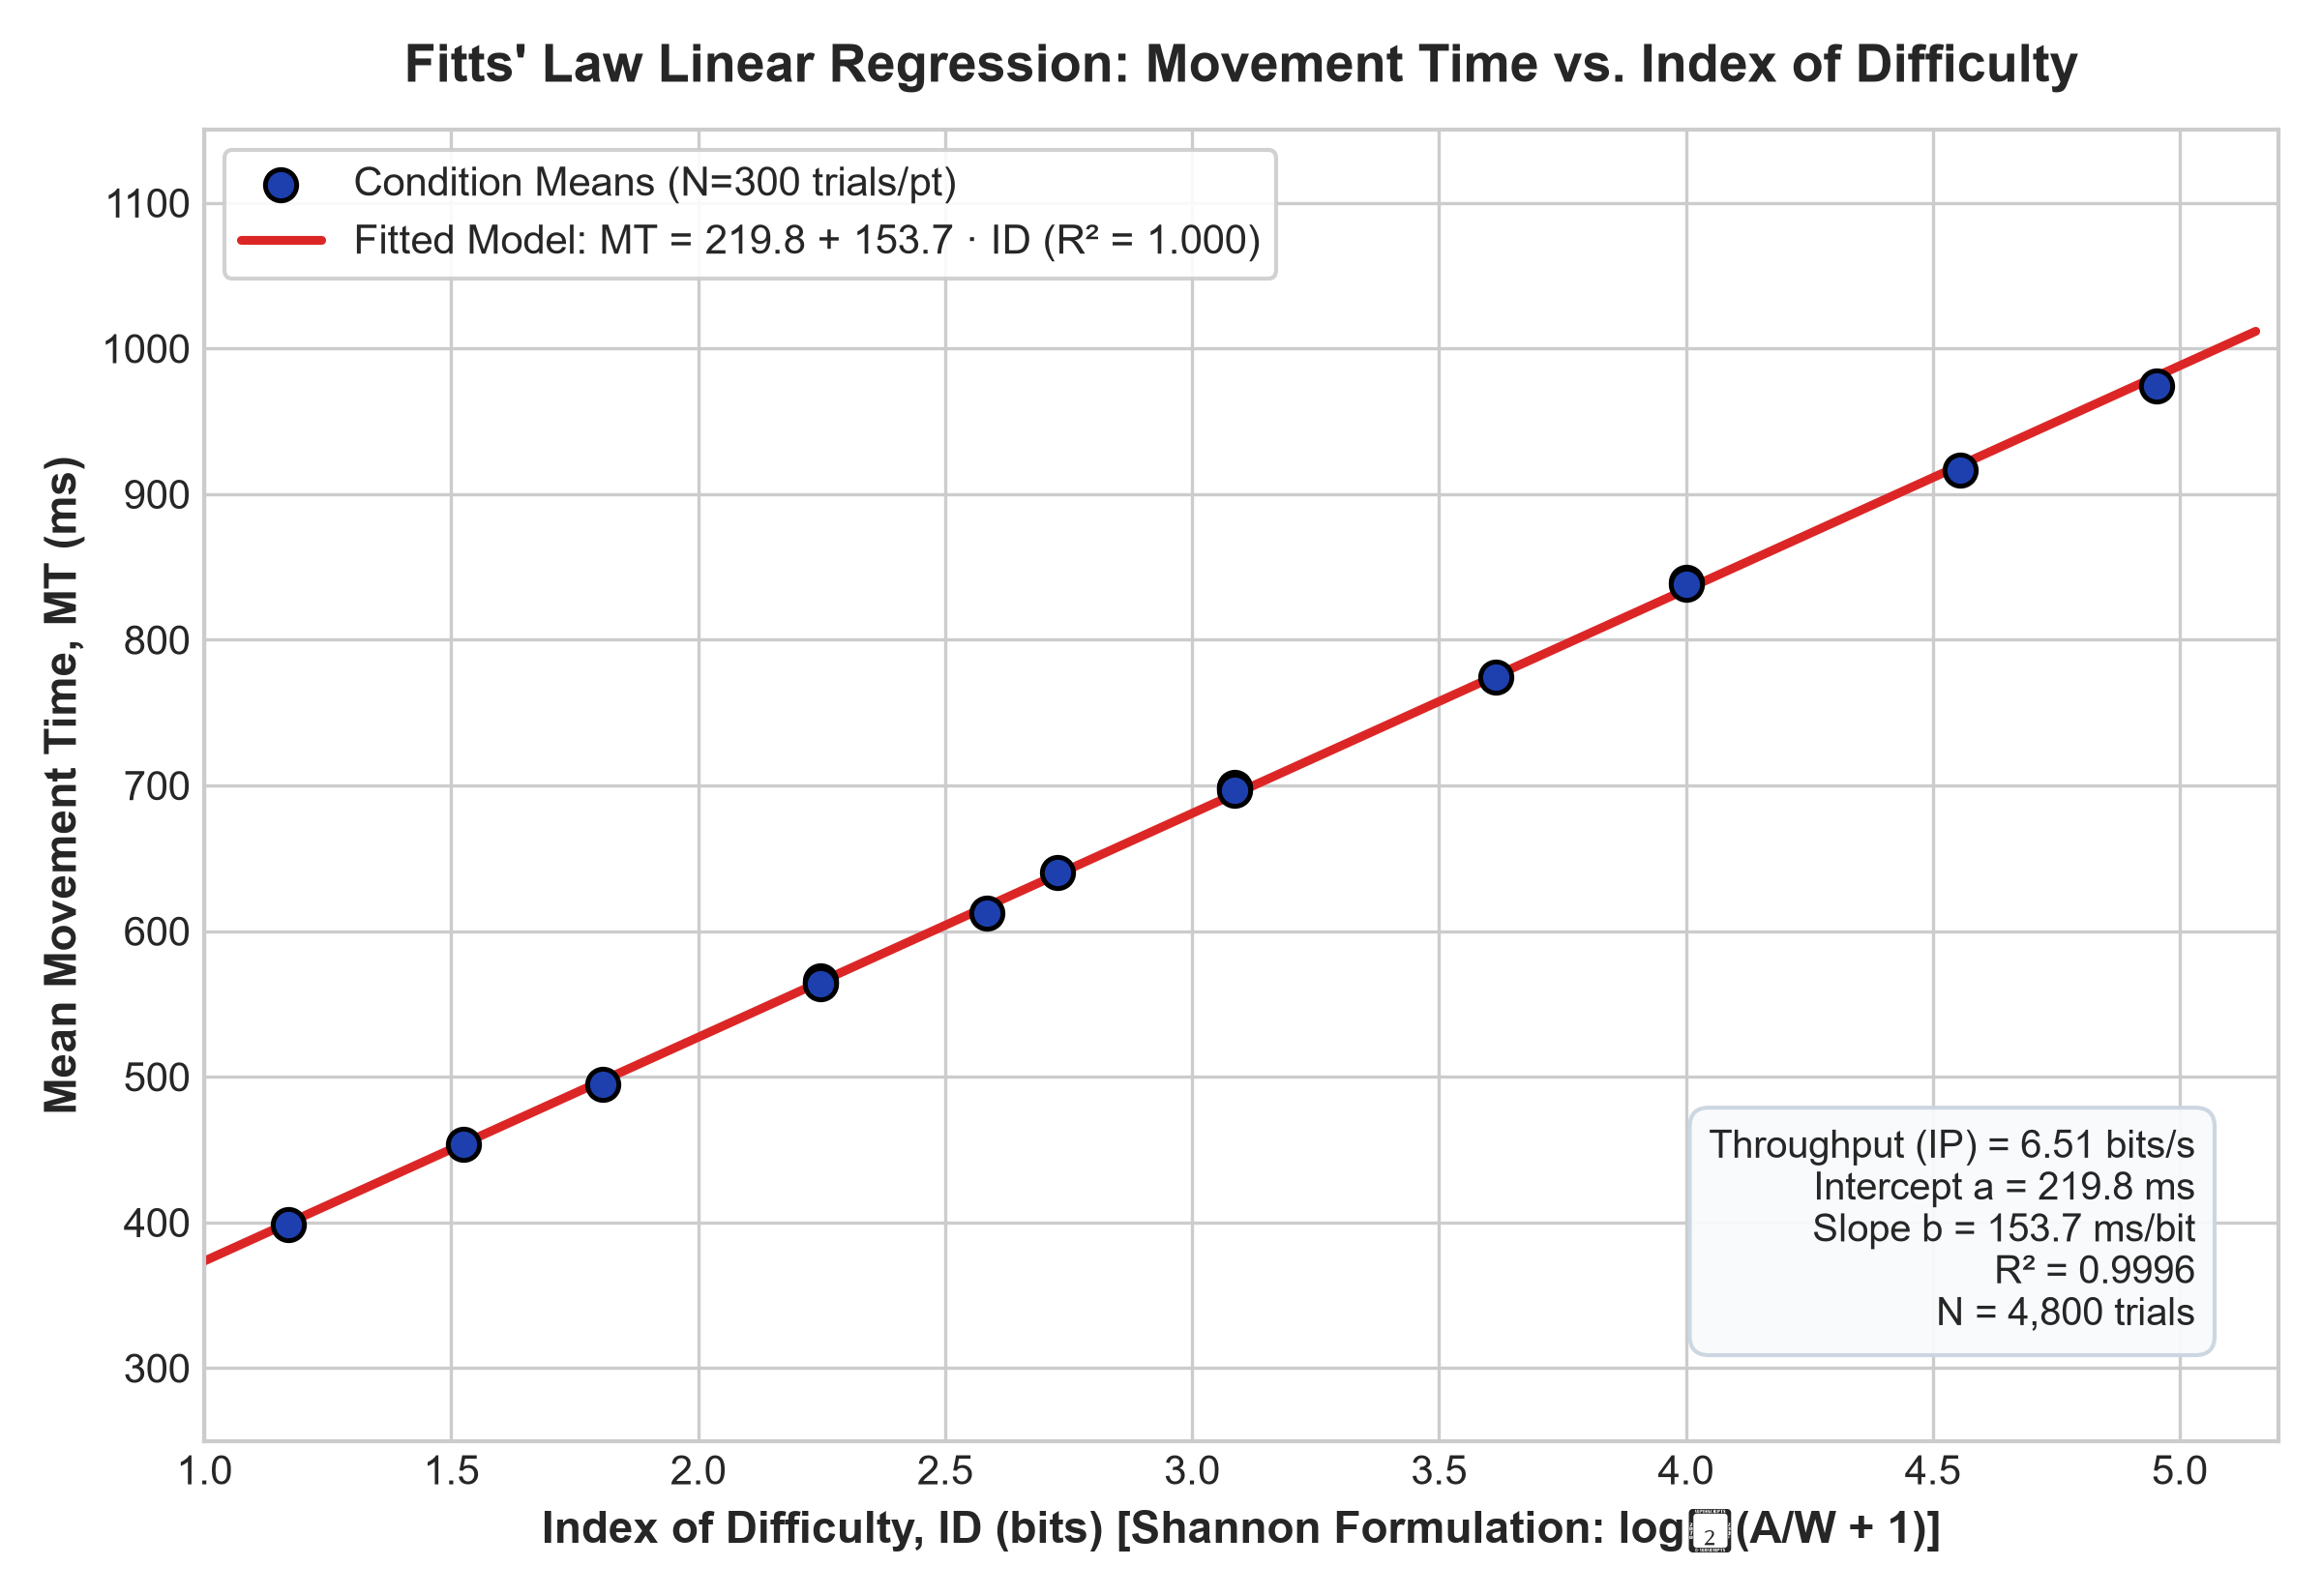 Fitts' Law Linear Regression: Movement Time vs. Index of Difficulty
Condition Means (N=300 trials/pt)
Fitted Model: MT = 219.8 + 153.7 · ID (R² = 1.000)
Mean Movement Time, MT (ms)
1100
1000
900
800
700
600
500
400
300
Throughput (IP) = 6.51 bits/s
Intercept a = 219.8 ms
Slope b = 153.7 ms/bit
R² = 0.9996
N = 4,800 trials
1.0 1.5 2.0 2.5 3.0 3.5 4.0 4.5 5.0
Index of Difficulty, ID (bits) [Shannon Formulation: log₂(A/W + 1)]